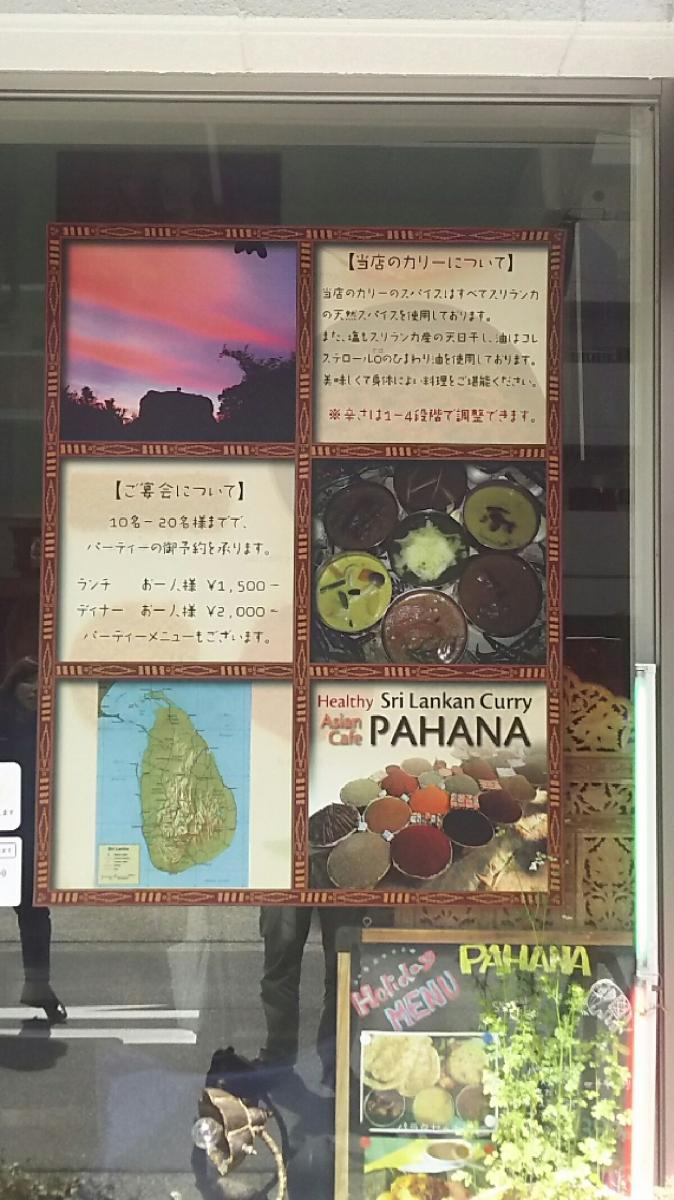 【当店のカリーについて】
当店のカリーのスパイスはすべてスリランカ
の天然スパイスを使用しております。
また、塩もスリランカ産の天日干し、油はコレ
ステロール0のひまわり油を使用しております。
美味しくて身体によい料理をご堪能ください。
※辛さは1-4段階で調整できます。
【ご宴会について】
10名-20名様までで、
パーティーの御予約を承ります。
ランチ お一人様 ¥1,500-
ディナー お一人様 ¥2,000-
パーティーメニューもございます。
Sri Lanka
Healthy Sri Lankan Curry
Asian Cafe PAHANA
PAHANA
Holiday
MENU